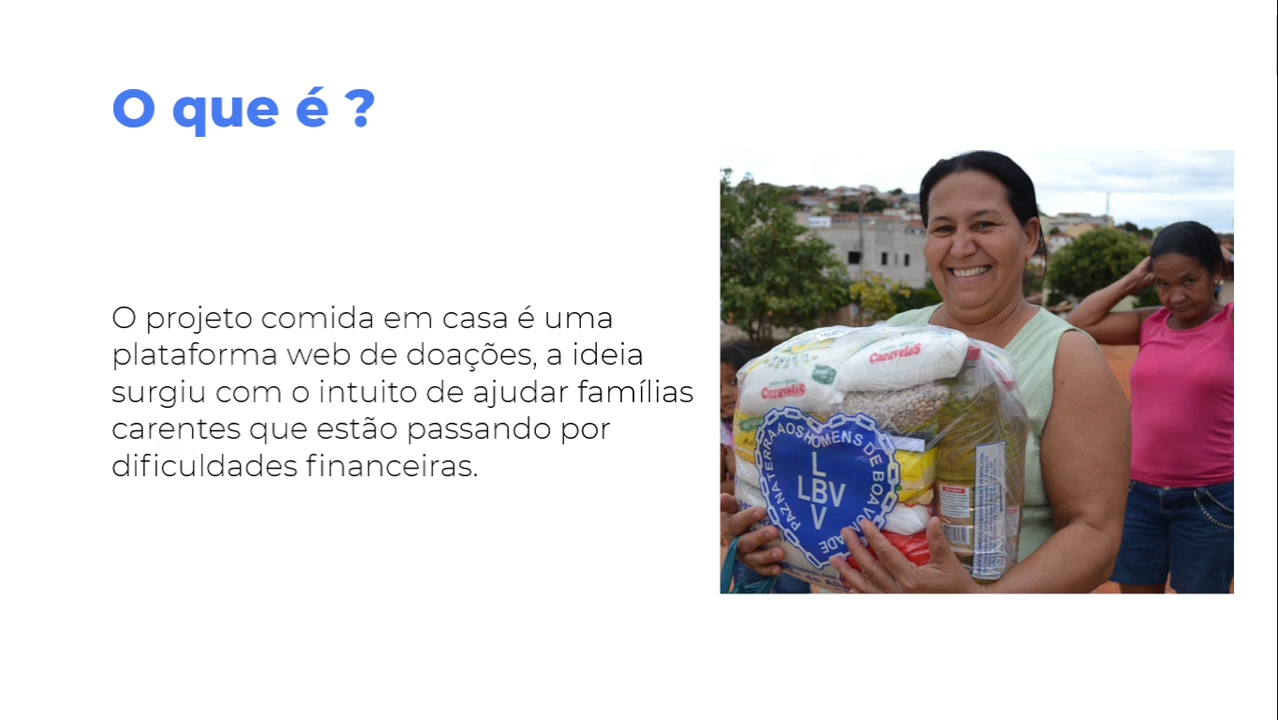 O que é ?
O projeto comida em casa é uma
plataforma web de doações, a ideia
surgiu com o intuito de ajudar famílias
carentes que estão passando por
dificuldades financeiras.
Caravelas
Caravelas
PAZ NA TERRA AOS HOMENS DE BOA VONTADE
L
LBV
V